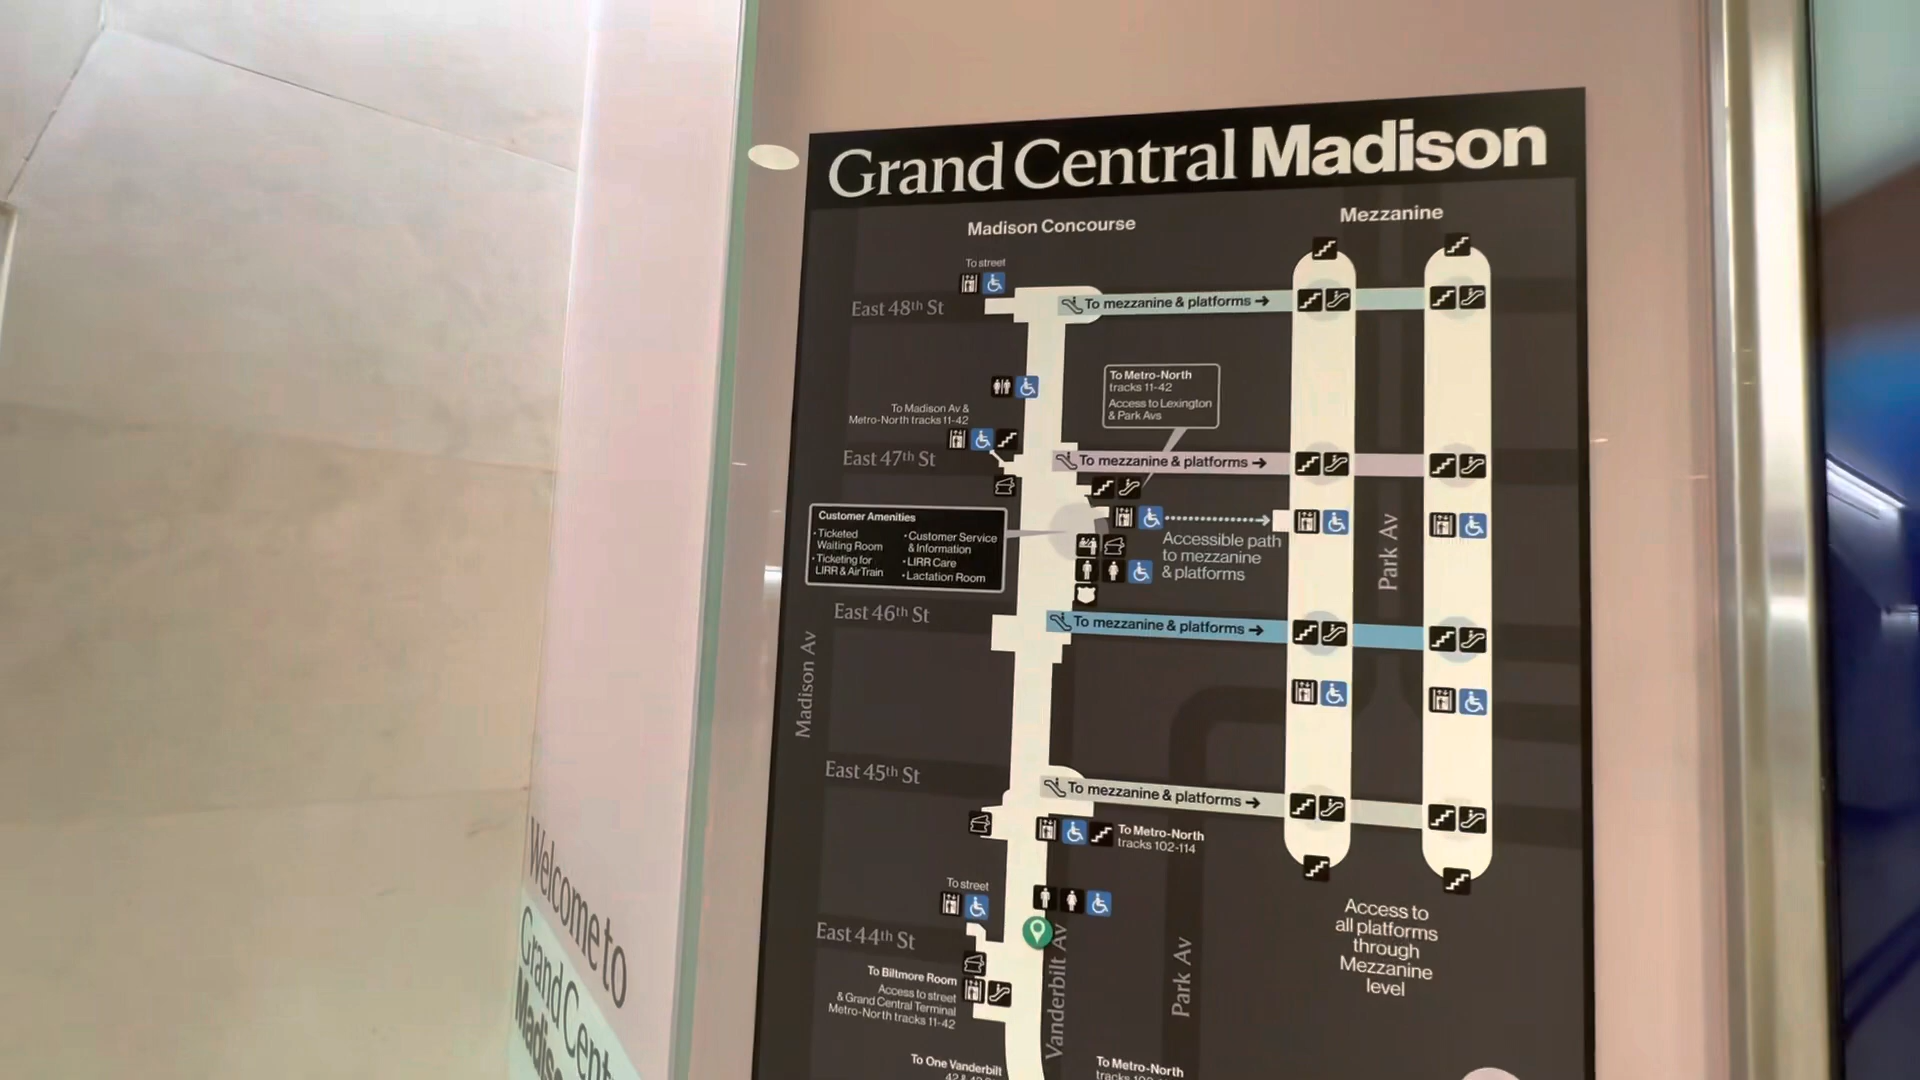 Grand Central Madison
Madison Concourse
Mezzanine
To street
East 48th St
To mezzanine & platforms →
To Metro-North
tracks 11-42
Access to Lexington
& Park Avs
To Madison Av &
Metro-North tracks 11-42
East 47th St
To mezzanine & platforms →
Customer Amenities
· Ticketed
Waiting Room
· Ticketing for
LIRR & AirTrain
· Customer Service
& Information
· LIRR Care
· Lactation Room
Accessible path
to mezzanine
& platforms
Park Av
East 46th St
To mezzanine & platforms →
Madison Av
East 45th St
To mezzanine & platforms →
To Metro-North
tracks 102-114
To street
East 44th St
Vanderbilt Av
Park Av
Access to
all platforms
through
Mezzanine
level
To Biltmore Room
Access to street
& Grand Central Terminal
Metro-North tracks 11-42
To One Vanderbilt
To Metro-North
Welcome to
Grand Cent
Madis